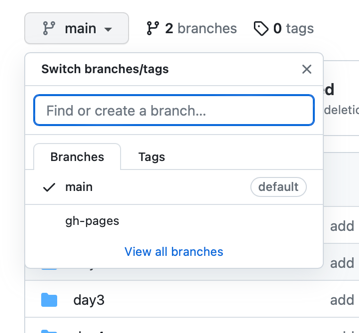 main 2 branches 0 tags
Switch branches/tags
Find or create a branch...
Branches Tags
main default
gh-pages
View all branches
add
add
day3 add